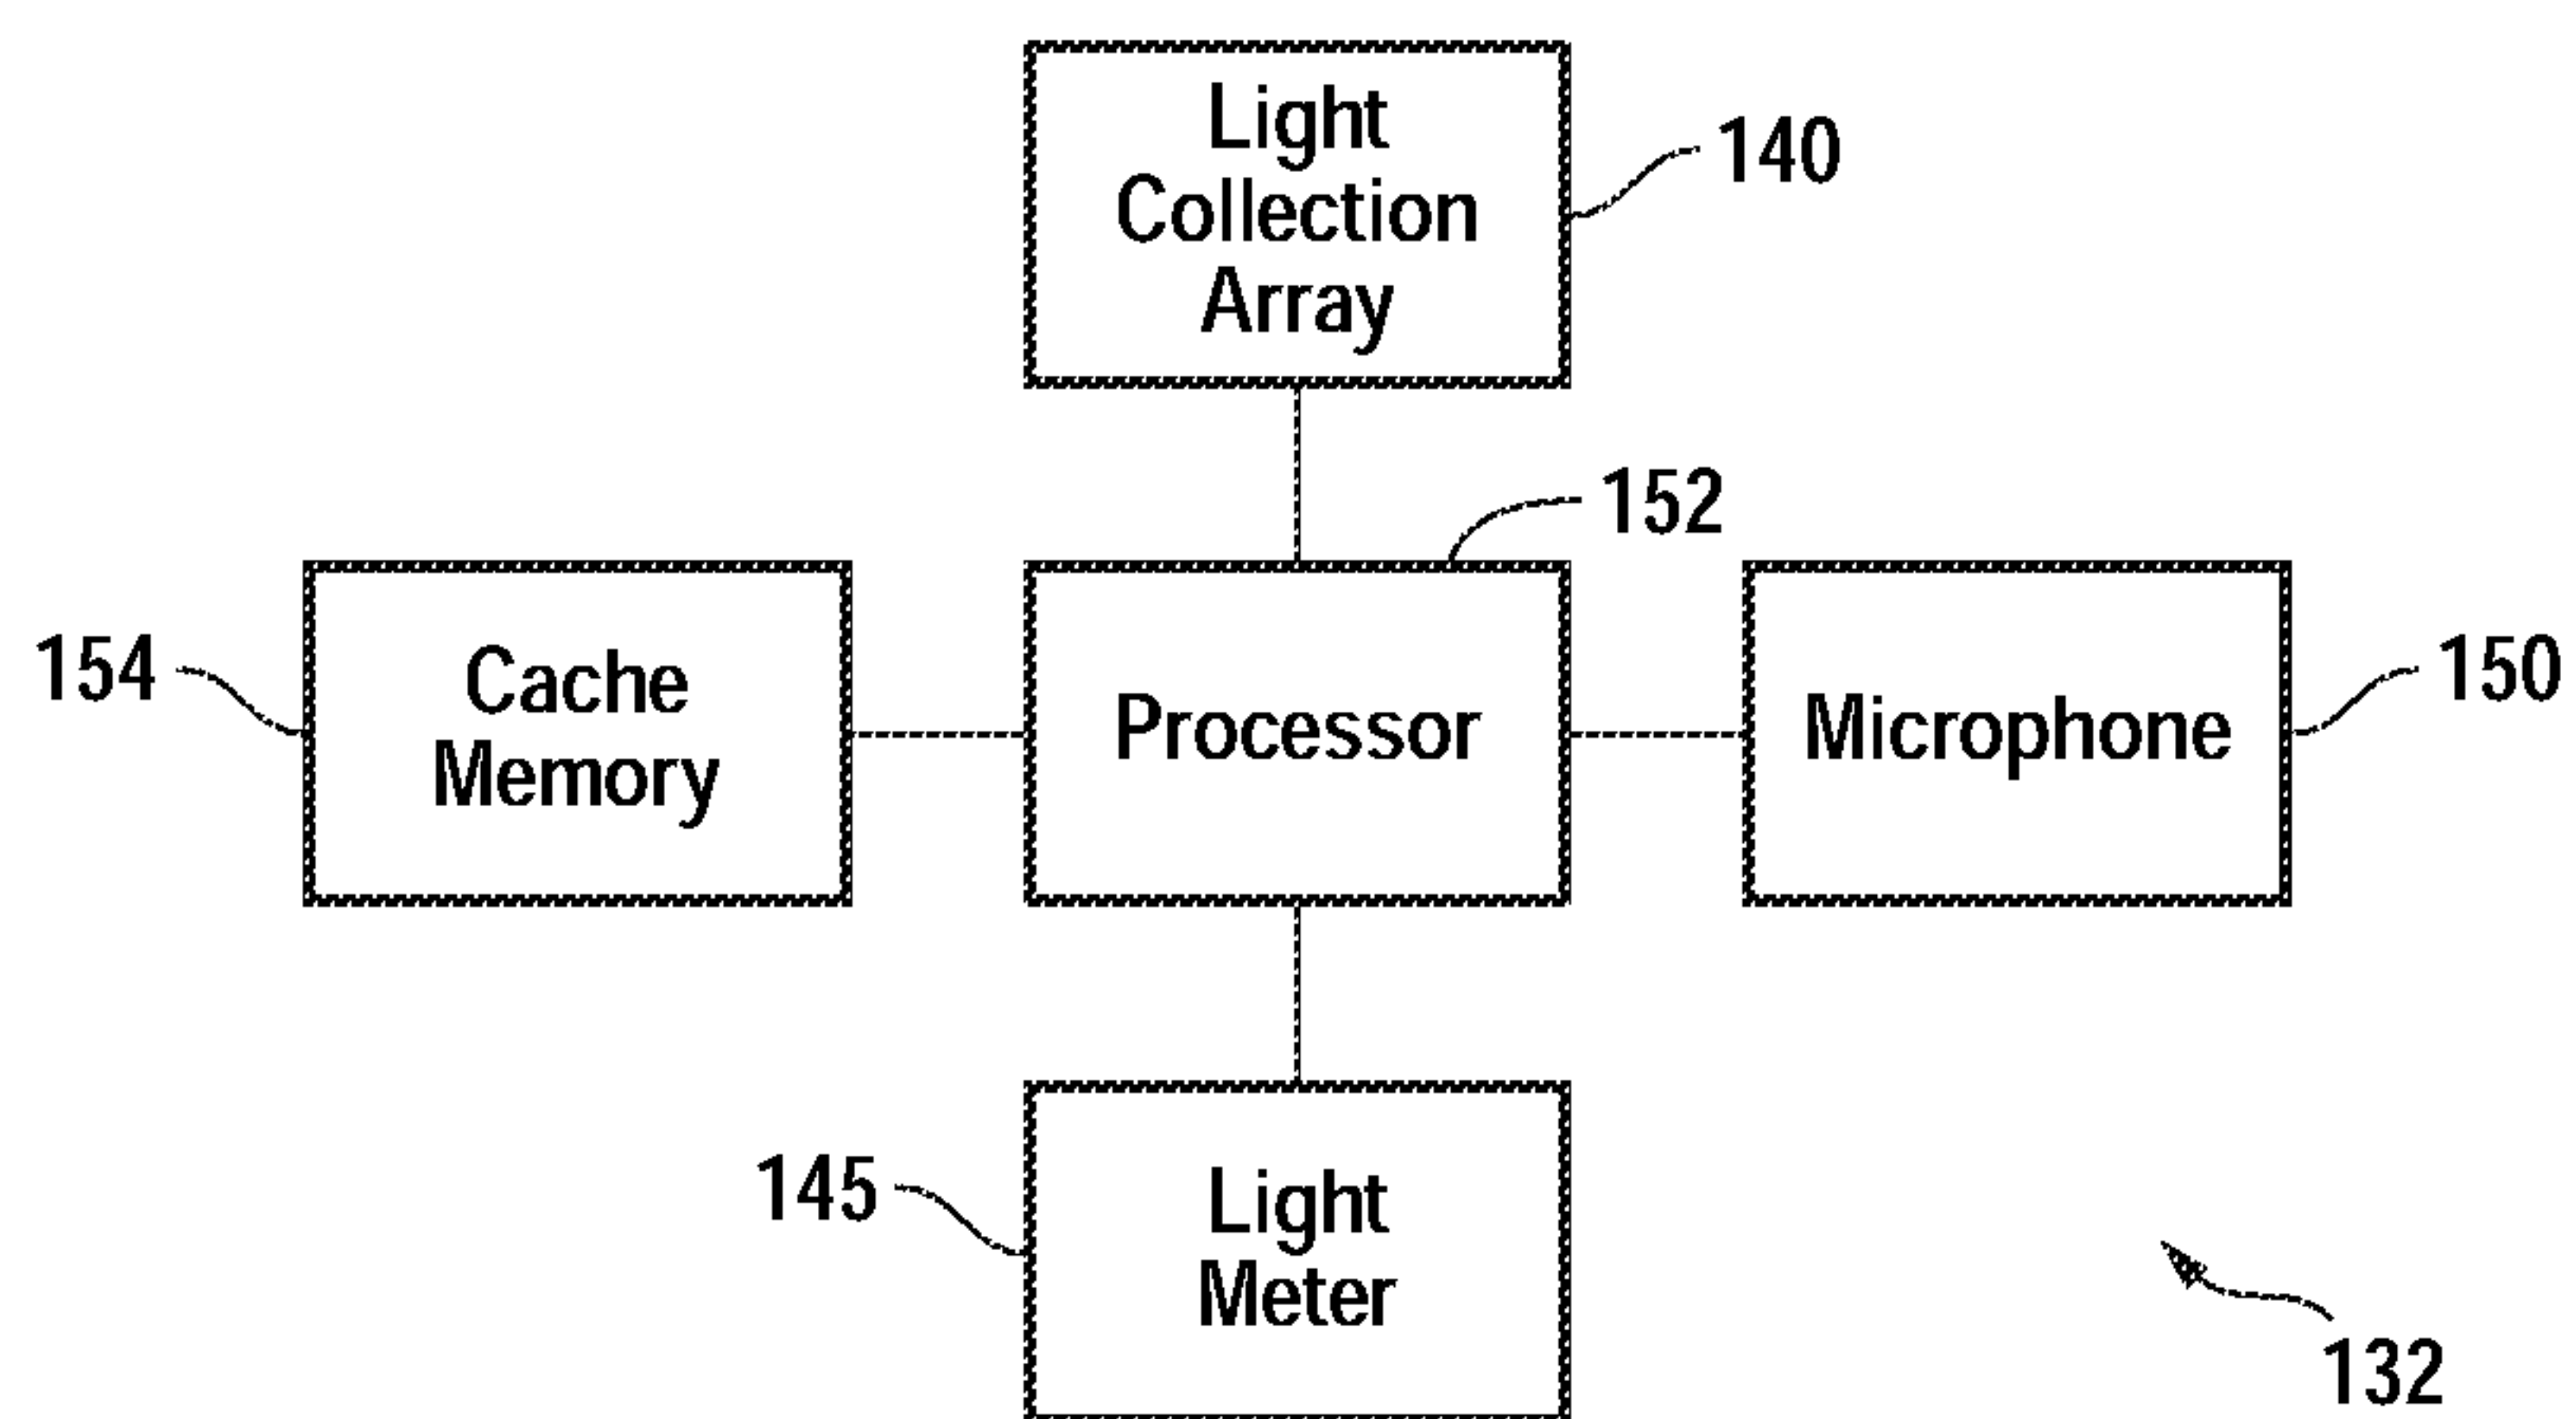 Light
Collection
Array
140
152
154
Cache
Memory
Processor
Microphone
150
145
Light
Meter
132